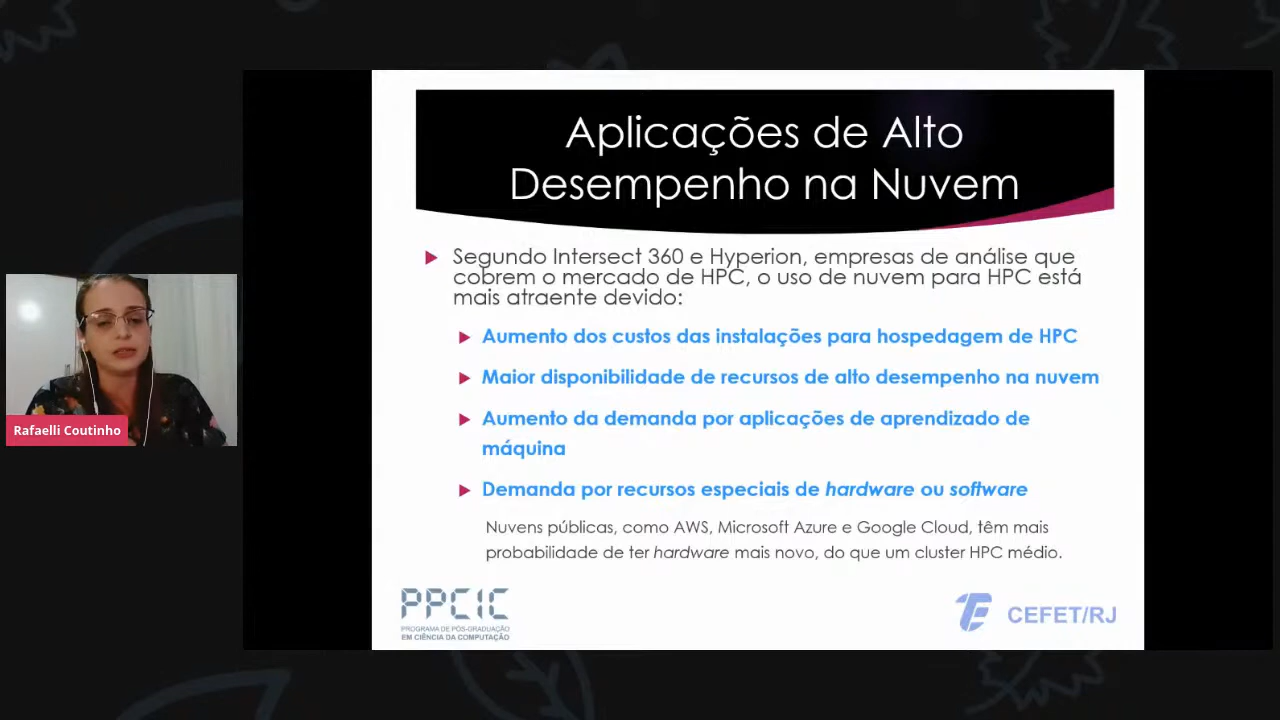 Aplicações de Alto
Desempenho na Nuvem
Segundo Intersect 360 e Hyperion, empresas de análise que
cobrem o mercado de HPC, o uso de nuvem para HPC está
mais atraente devido:
Aumento dos custos das instalações para hospedagem de HPC
Maior disponibilidade de recursos de alto desempenho na nuvem
Aumento da demanda por aplicações de aprendizado de
máquina
Demanda por recursos especiais de hardware ou software
Nuvens públicas, como AWS, Microsoft Azure e Google Cloud, têm mais
probabilidade de ter hardware mais novo, do que um cluster HPC médio.
Rafaelli Coutinho
PPCIC
PROGRAMA DE PÓS-GRADUAÇÃO
EM CIÊNCIA DA COMPUTAÇÃO
CEFET/RJ